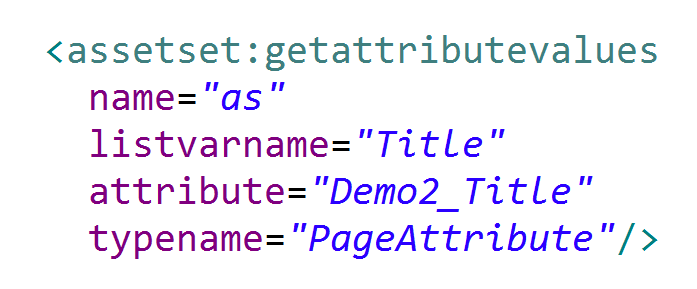 <assetset:getattributevalues
name="as"
listvarname="Title"
attribute="Demo2_Title"
typename="PageAttribute"/>